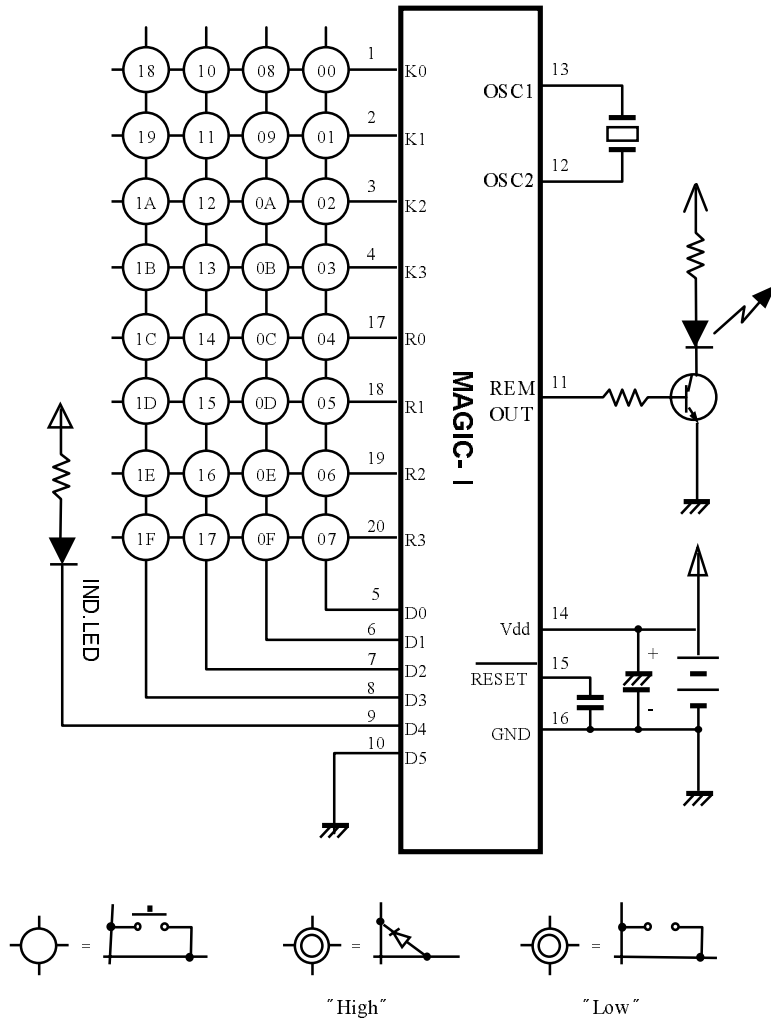 18 10 08 00 1 K0
19 11 09 01 2 K1
1A 12 0A 02 3 K2
1B 13 0B 03 4 K3
1C 14 0C 04 17 R0
1D 15 0D 05 18 R1
1E 16 0E 06 19 R2
1F 17 0F 07 20 R3
5 D0
6 D1
7 D2
8 D3
9 D4
10 D5
IND.LED
MAGIC- I
OSC1 13
OSC2 12
REM 11
OUT
Vdd 14
RESET 15
GND 16
+
-
=
=
=
"High"
"Low"